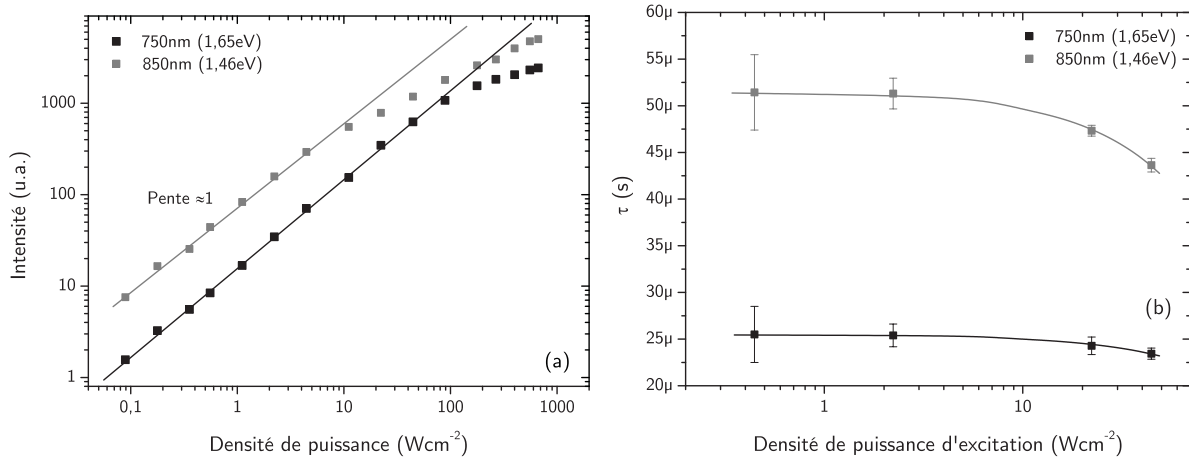 750nm (1,65eV)
850nm (1,46eV)
Pente ≈1
(a)
Intensité (u.a.)
1000
100
10
1
0,1
1
10
100
1000
Densité de puissance (Wcm-2)
750nm (1,65eV)
850nm (1,46eV)
(b)
τ (s)
60µ
55µ
50µ
45µ
40µ
35µ
30µ
25µ
20µ
1
10
Densité de puissance d'excitation (Wcm-2)